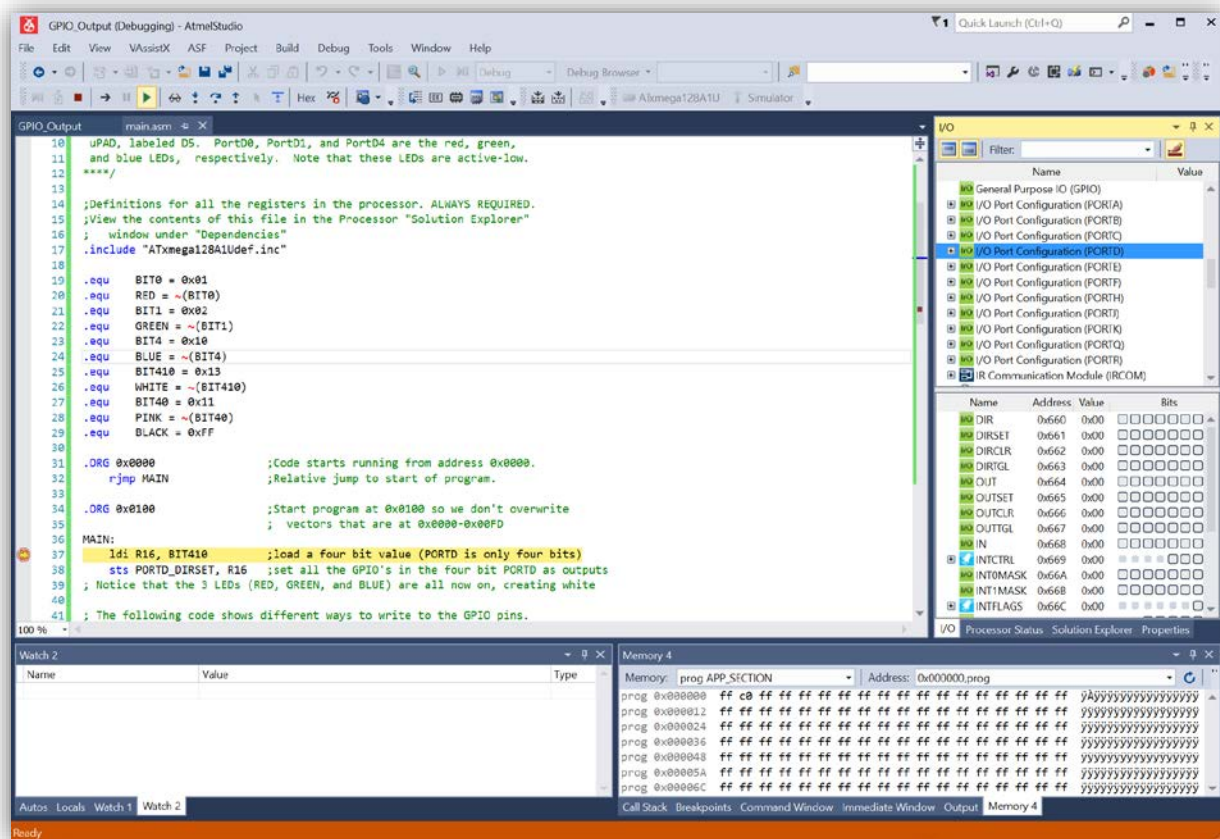 GPIO_Output (Debugging) - AtmelStudio
1 Quick Launch (Ctrl+Q)
File Edit View VAssistX ASF Project Build Debug Tools Window Help
Debug Debug Browser
Hex ATxmega128A1U Simulator
GPIO_Output main.asm
10 uPAD, labeled D5. PortD0, PortD1, and PortD4 are the red, green,
11 and blue LEDs, respectively. Note that these LEDs are active-low.
12 ****/
13
14 ;Definitions for all the registers in the processor. ALWAYS REQUIRED.
15 ;View the contents of this file in the Processor "Solution Explorer"
16 ; window under "Dependencies"
17 .include "ATxmega128A1Udef.inc"
18
19 .equ BIT0 = 0x01
20 .equ RED = ~(BIT0)
21 .equ BIT1 = 0x02
22 .equ GREEN = ~(BIT1)
23 .equ BIT4 = 0x10
24 .equ BLUE = ~(BIT4)
25 .equ BIT410 = 0x13
26 .equ WHITE = ~(BIT410)
27 .equ BIT40 = 0x11
28 .equ PINK = ~(BIT40)
29 .equ BLACK = 0xFF
30
31 .ORG 0x0000 ;Code starts running from address 0x0000.
32 rjmp MAIN ;Relative jump to start of program.
33
34 .ORG 0x0100 ;Start program at 0x0100 so we don't overwrite
35 ; vectors that are at 0x0000-0x00FD
36 MAIN:
37 ldi R16, BIT410 ;load a four bit value (PORTD is only four bits)
38 sts PORTD_DIRSET, R16 ;set all the GPIO's in the four bit PORTD as outputs
39 ; Notice that the 3 LEDs (RED, GREEN, and BLUE) are all now on, creating white
40
41 ; The following code shows different ways to write to the GPIO pins.
100 %
I/O
Filter:
Name Value
General Purpose IO (GPIO)
I/O Port Configuration (PORTA)
I/O Port Configuration (PORTB)
I/O Port Configuration (PORTC)
I/O Port Configuration (PORTD)
I/O Port Configuration (PORTE)
I/O Port Configuration (PORTF)
I/O Port Configuration (PORTH)
I/O Port Configuration (PORTJ)
I/O Port Configuration (PORTK)
I/O Port Configuration (PORTQ)
I/O Port Configuration (PORTR)
IR Communication Module (IRCOM)
Name Address Value Bits
DIR 0x660 0x00
DIRSET 0x661 0x00
DIRCLR 0x662 0x00
DIRTGL 0x663 0x00
OUT 0x664 0x00
OUTSET 0x665 0x00
OUTCLR 0x666 0x00
OUTTGL 0x667 0x00
IN 0x668 0x00
INTCTRL 0x669 0x00
INT0MASK 0x66A 0x00
INT1MASK 0x66B 0x00
INTFLAGS 0x66C 0x00
I/O Processor Status Solution Explorer Properties
Watch 2
Name Value Type
Autos Locals Watch 1 Watch 2
Memory 4
Memory: prog APP_SECTION Address: 0x000000,prog
prog 0x000000 ff c0 ff ff ff ff ff ff ff ff ff ff ff ff ff ff ff ff ÿÀÿÿÿÿÿÿÿÿÿÿÿÿÿÿÿÿ
prog 0x000012 ff ff ff ff ff ff ff ff ff ff ff ff ff ff ff ff ff ff ÿÿÿÿÿÿÿÿÿÿÿÿÿÿÿÿÿÿ
prog 0x000024 ff ff ff ff ff ff ff ff ff ff ff ff ff ff ff ff ff ff ÿÿÿÿÿÿÿÿÿÿÿÿÿÿÿÿÿÿ
prog 0x000036 ff ff ff ff ff ff ff ff ff ff ff ff ff ff ff ff ff ff ÿÿÿÿÿÿÿÿÿÿÿÿÿÿÿÿÿÿ
prog 0x000048 ff ff ff ff ff ff ff ff ff ff ff ff ff ff ff ff ff ff ÿÿÿÿÿÿÿÿÿÿÿÿÿÿÿÿÿÿ
prog 0x00005A ff ff ff ff ff ff ff ff ff ff ff ff ff ff ff ff ff ff ÿÿÿÿÿÿÿÿÿÿÿÿÿÿÿÿÿÿ
prog 0x00006C ff ff ff ff ff ff ff ff ff ff ff ff ff ff ff ff ff ff ÿÿÿÿÿÿÿÿÿÿÿÿÿÿÿÿÿÿ
Call Stack Breakpoints Command Window Immediate Window Output Memory 4
Ready